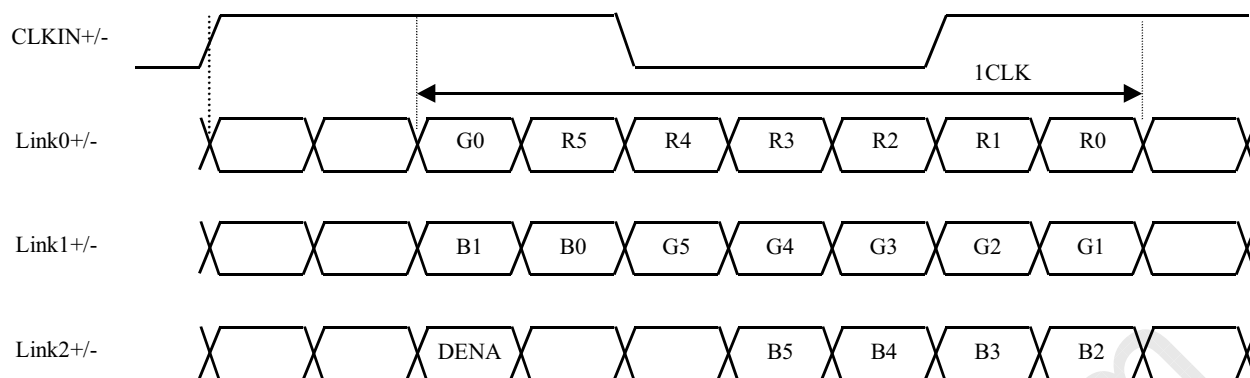 CLKIN+/-
1CLK
Link0+/- G0 R5 R4 R3 R2 R1 R0
Link1+/- B1 B0 G5 G4 G3 G2 G1
Link2+/- DENA B5 B4 B3 B2